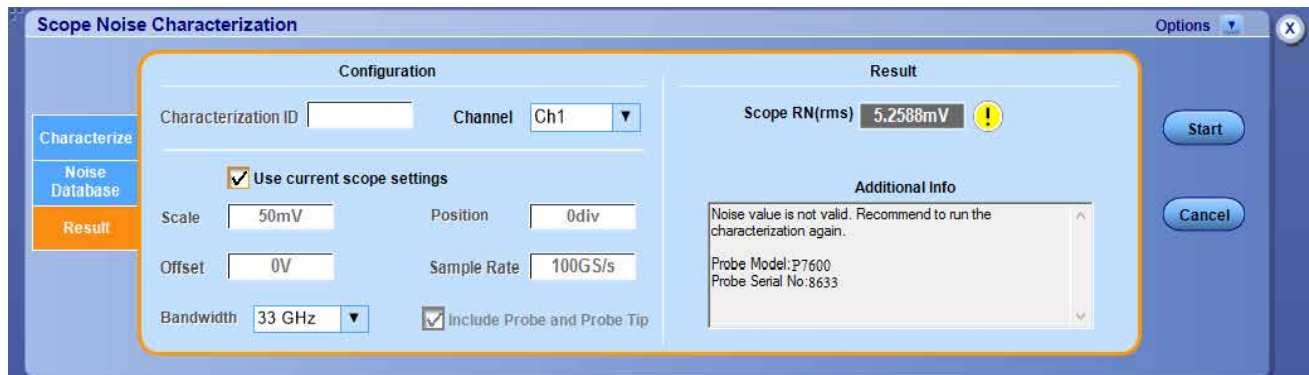 Scope Noise Characterization
Options
X
Characterize
Noise
Database
Result
Configuration
Characterization ID
Channel Ch1
Use current scope settings
Scale 50mV
Position 0div
Offset 0V
Sample Rate 100GS/s
Bandwidth 33 GHz
Include Probe and Probe Tip
Result
Scope RN(rms) 5.2588mV !
Additional Info
Noise value is not valid. Recommend to run the
characterization again.
Probe Model:P7600
Probe Serial No:8633
Start
Cancel